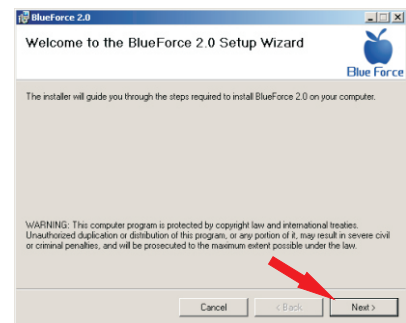 BlueForce 2.0
Welcome to the BlueForce 2.0 Setup Wizard
Blue Force
The installer will guide you through the steps required to install BlueForce 2.0 on your computer.
WARNING: This computer program is protected by copyright law and international treaties.
Unauthorized duplication or distribution of this program, or any portion of it, may result in severe civil
or criminal penalties, and will be prosecuted to the maximum extent possible under the law.
Cancel
< Back
Next >